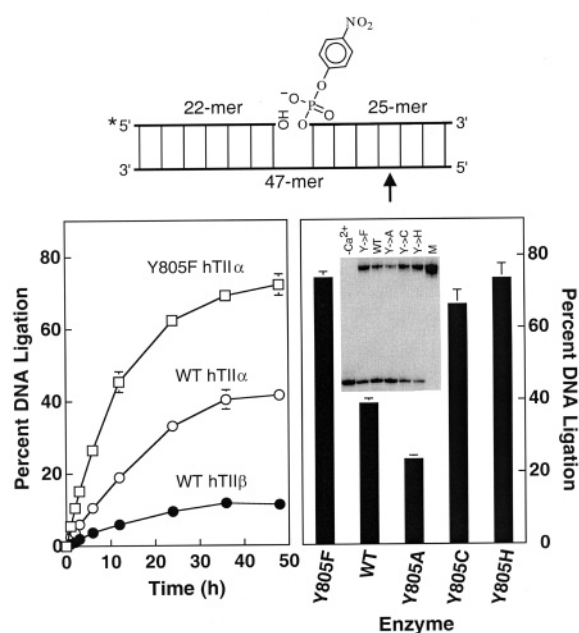 NO₂
⁻O
P
O
O
OH
22-mer
25-mer
*5'
3'
3'
5'
47-mer
Percent DNA Ligation
80
60
40
20
0
Y805F hTIIα
WT hTIIα
WT hTIIβ
0 10 20 30 40 50
Time (h)
-Ca²⁺
Y->F
WT
Y->A
Y->C
Y->H
M
80
60
40
20
0
Percent DNA Ligation
Y805F
WT
Y805A
Y805C
Y805H
Enzyme